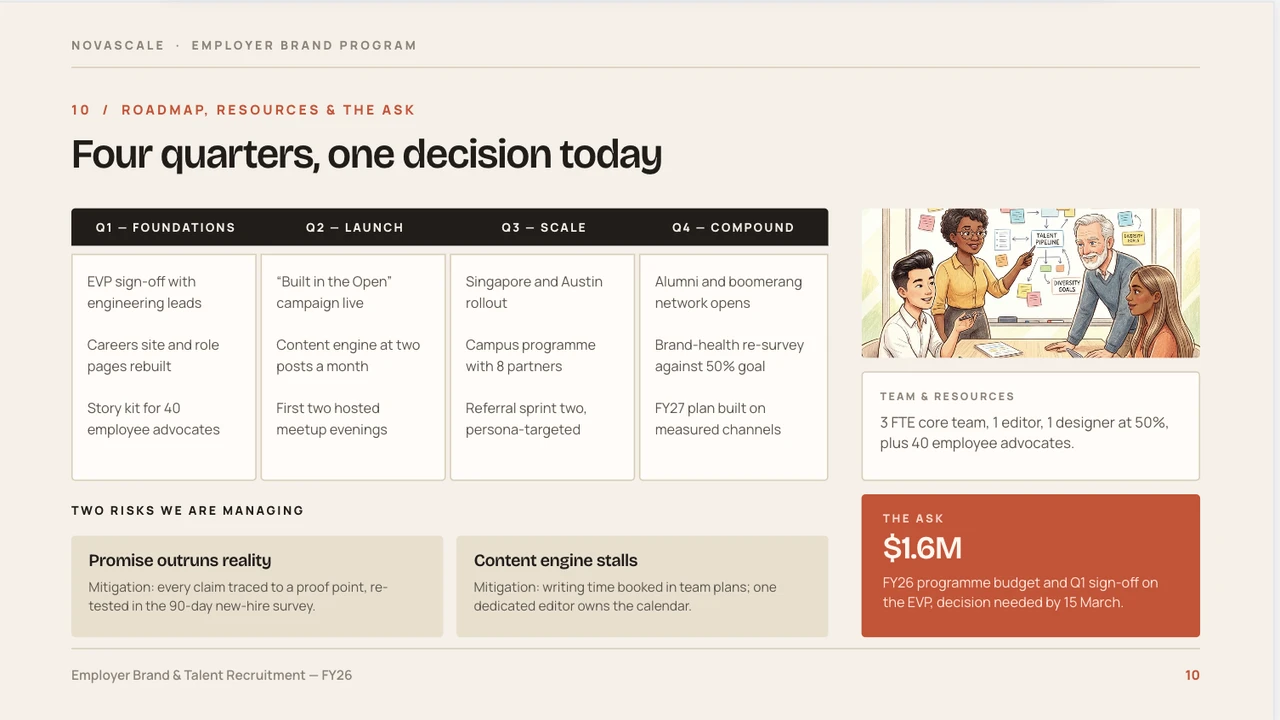 NOVASCALE · EMPLOYER BRAND PROGRAM
10 / ROADMAP, RESOURCES & THE ASK
Four quarters, one decision today
Q1 — FOUNDATIONS
EVP sign-off with
engineering leads
Careers site and role
pages rebuilt
Story kit for 40
employee advocates
Q2 — LAUNCH
“Built in the Open”
campaign live
Content engine at two
posts a month
First two hosted
meetup evenings
Q3 — SCALE
Singapore and Austin
rollout
Campus programme
with 8 partners
Referral sprint two,
persona-targeted
Q4 — COMPOUND
Alumni and boomerang
network opens
Brand-health re-survey
against 50% goal
FY27 plan built on
measured channels
TALENT
PIPELINE
DIVERSITY
GOALS
TEAM & RESOURCES
3 FTE core team, 1 editor, 1 designer at 50%,
plus 40 employee advocates.
TWO RISKS WE ARE MANAGING
Promise outruns reality
Mitigation: every claim traced to a proof point, re-
tested in the 90-day new-hire survey.
Content engine stalls
Mitigation: writing time booked in team plans; one
dedicated editor owns the calendar.
THE ASK
$1.6M
FY26 programme budget and Q1 sign-off on
the EVP, decision needed by 15 March.
Employer Brand & Talent Recruitment — FY26
10